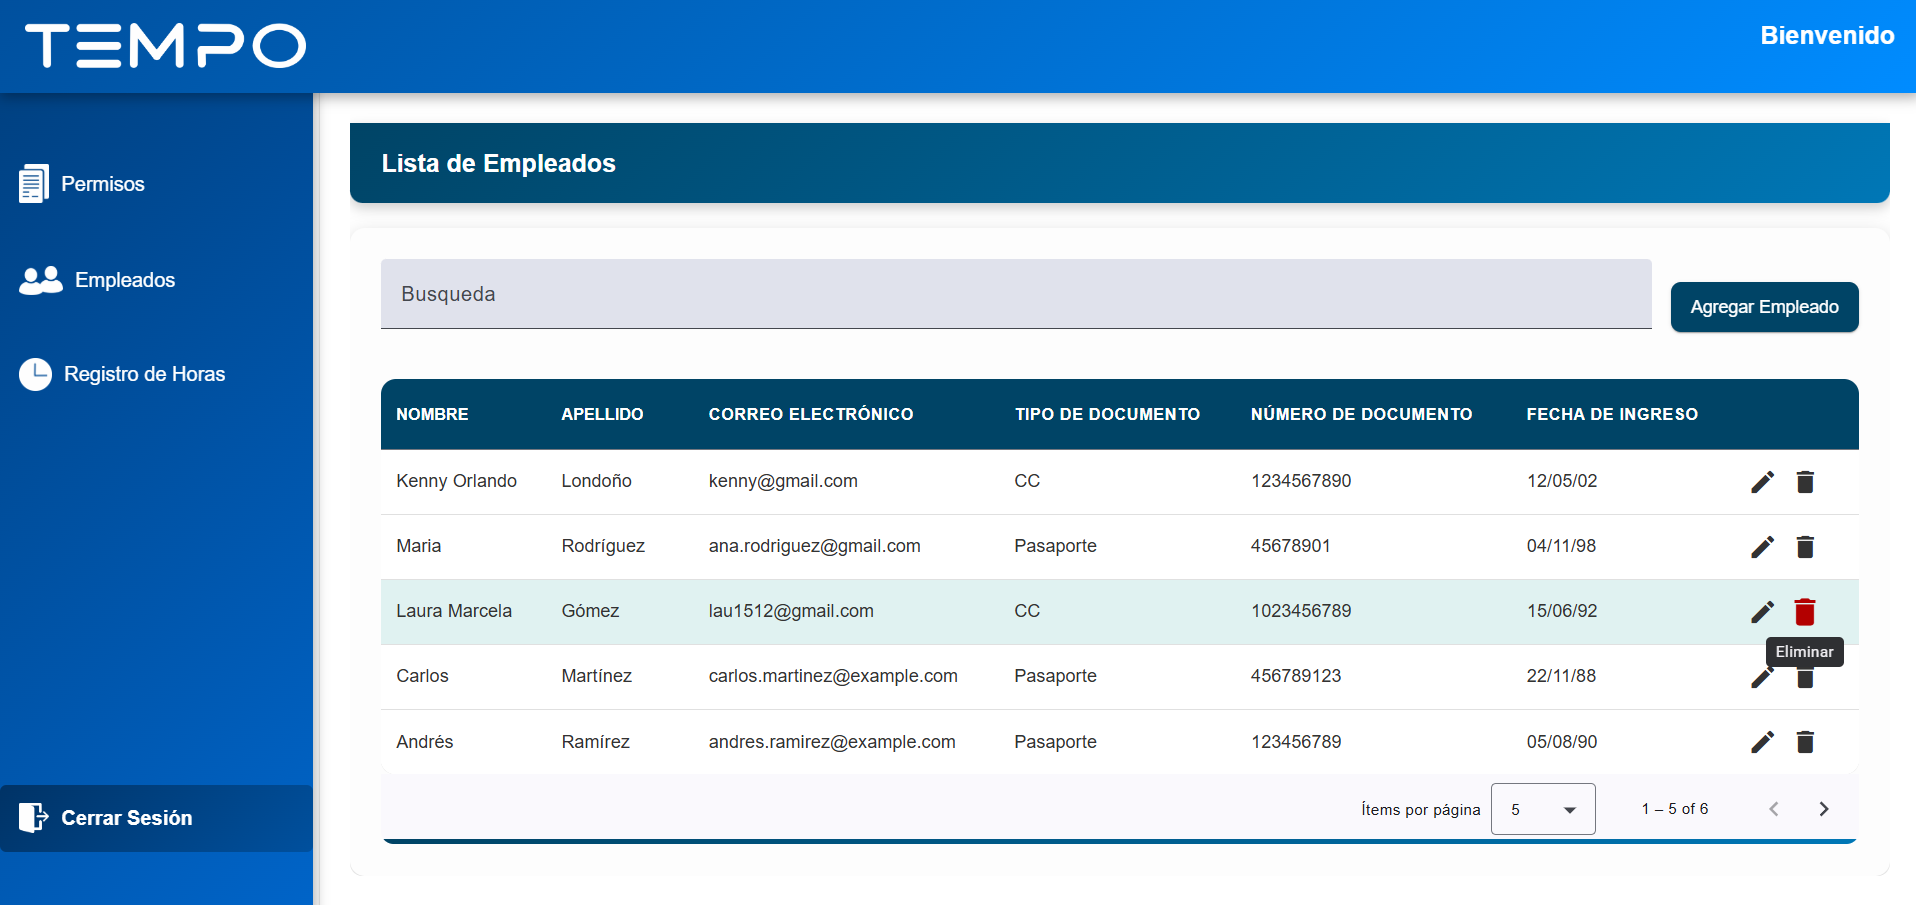 TEMPO
Bienvenido
Permisos
Empleados
Registro de Horas
Cerrar Sesión
Lista de Empleados
Busqueda
Agregar Empleado
NOMBRE APELLIDO CORREO ELECTRÓNICO TIPO DE DOCUMENTO NÚMERO DE DOCUMENTO FECHA DE INGRESO
Kenny Orlando Londoño kenny@gmail.com CC 1234567890 12/05/02
Maria Rodríguez ana.rodriguez@gmail.com Pasaporte 45678901 04/11/98
Laura Marcela Gómez lau1512@gmail.com CC 1023456789 15/06/92
Eliminar
Carlos Martínez carlos.martinez@example.com Pasaporte 456789123 22/11/88
Andrés Ramírez andres.ramirez@example.com Pasaporte 123456789 05/08/90
Ítems por página 5 1 – 5 of 6